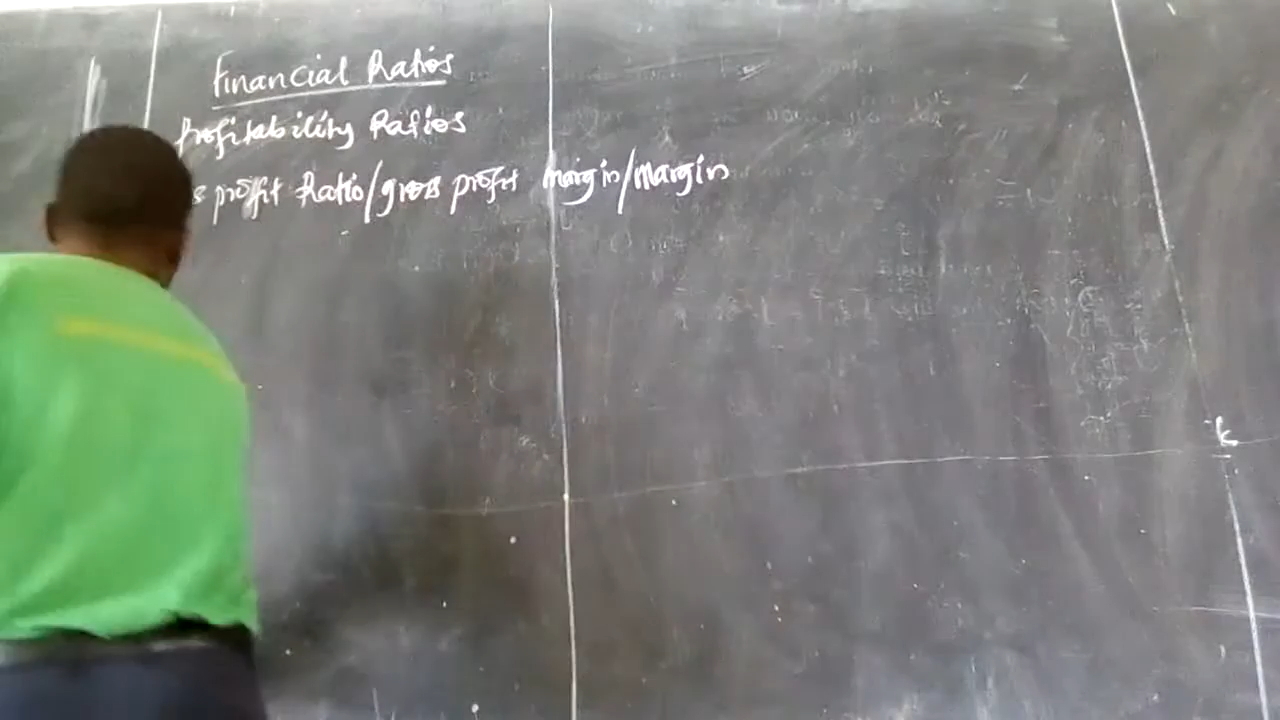 Financial Ratios
Profitability Ratios
s profit Ratio/gross profit margin/margin
k